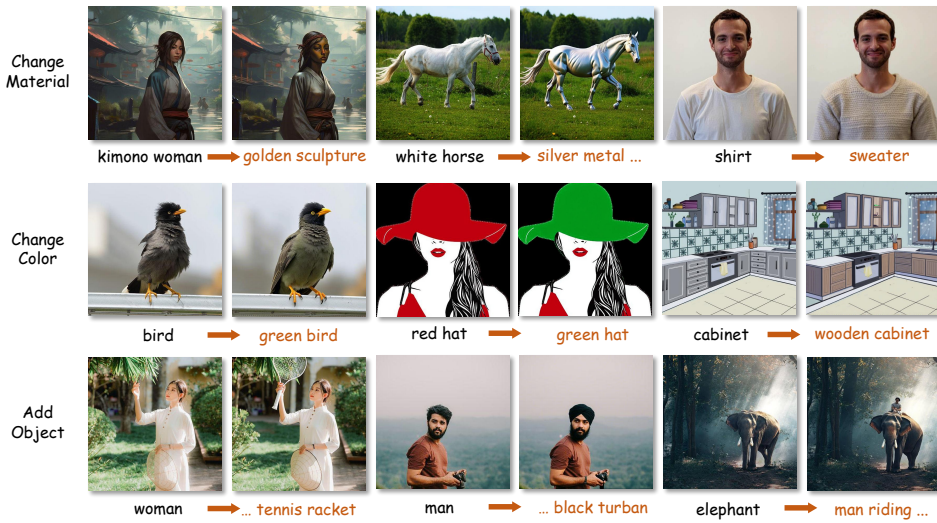 Change
Material
kimono woman golden sculpture white horse silver metal ... shirt sweater
Change
Color
bird green bird red hat green hat cabinet wooden cabinet
Add
Object
woman ... tennis racket man ... black turban elephant man riding ...